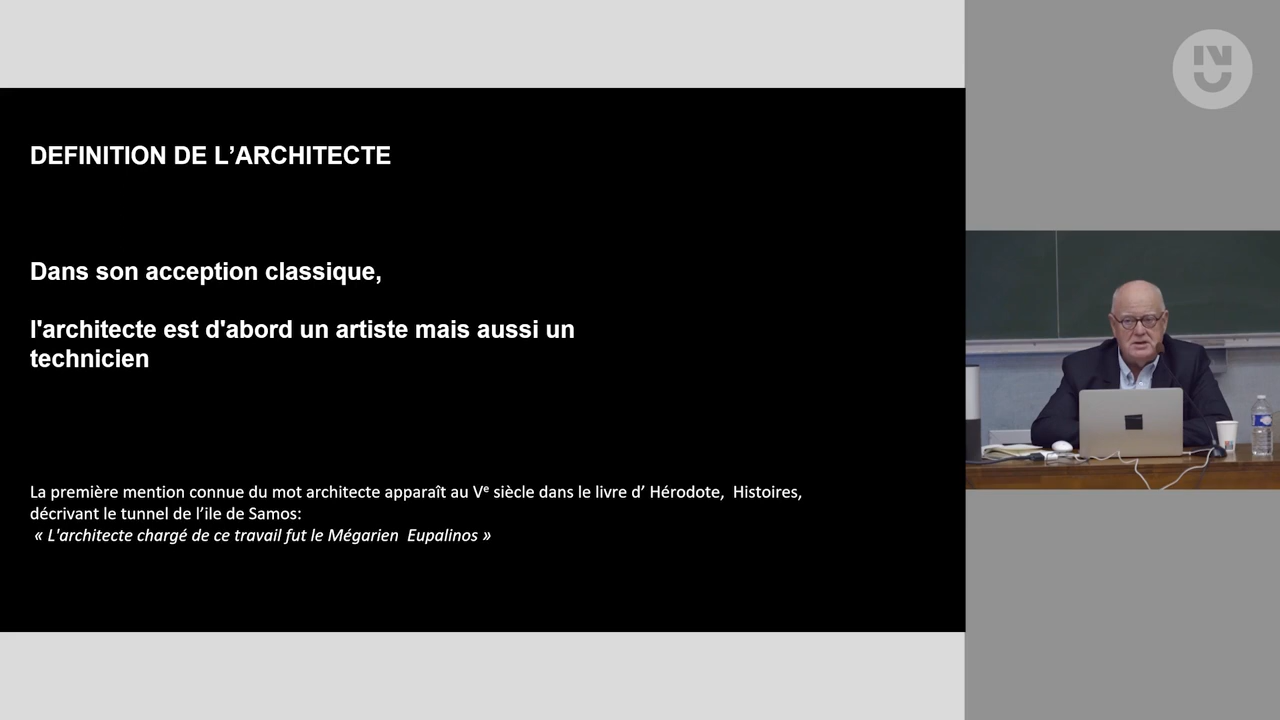 DEFINITION DE L’ARCHITECTE
Dans son acception classique,
l'architecte est d'abord un artiste mais aussi un
technicien
La première mention connue du mot architecte apparaît au Vᵉ siècle dans le livre d’ Hérodote,  Histoires,
décrivant le tunnel de l’ile de Samos:
« L'architecte chargé de ce travail fut le Mégarien  Eupalinos »